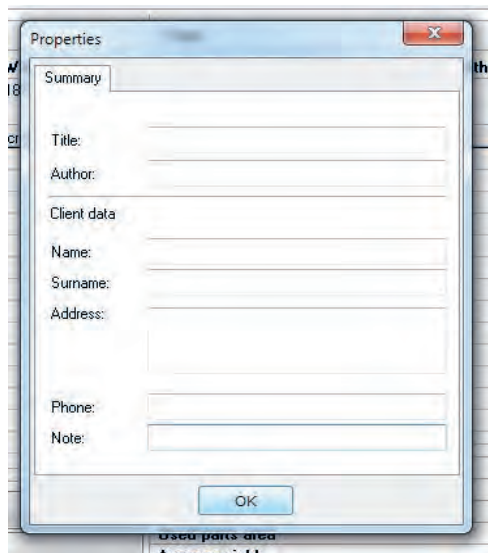 Properties
Summary
Title:
Author:
Client data
Name:
Surname:
Address:
Phone:
Note:
OK
Used parts area